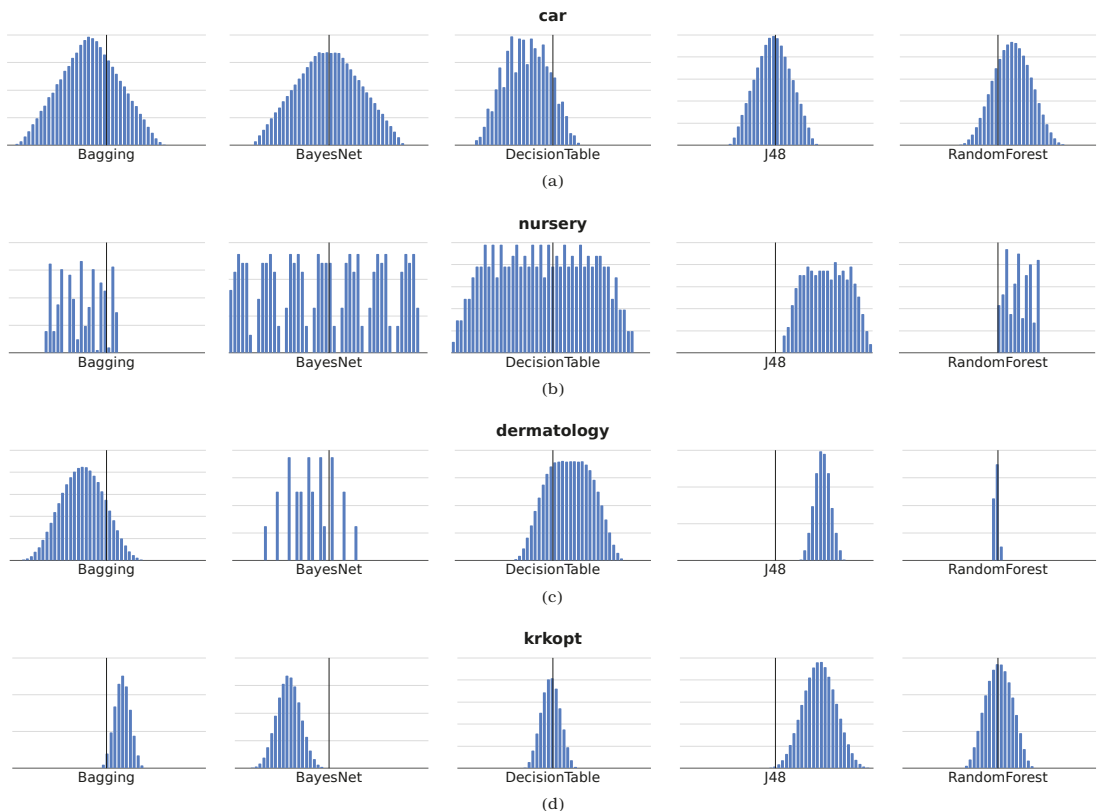 car
Bagging BayesNet DecisionTable J48 RandomForest
(a)
nursery
Bagging BayesNet DecisionTable J48 RandomForest
(b)
dermatology
Bagging BayesNet DecisionTable J48 RandomForest
(c)
krkopt
Bagging BayesNet DecisionTable J48 RandomForest
(d)